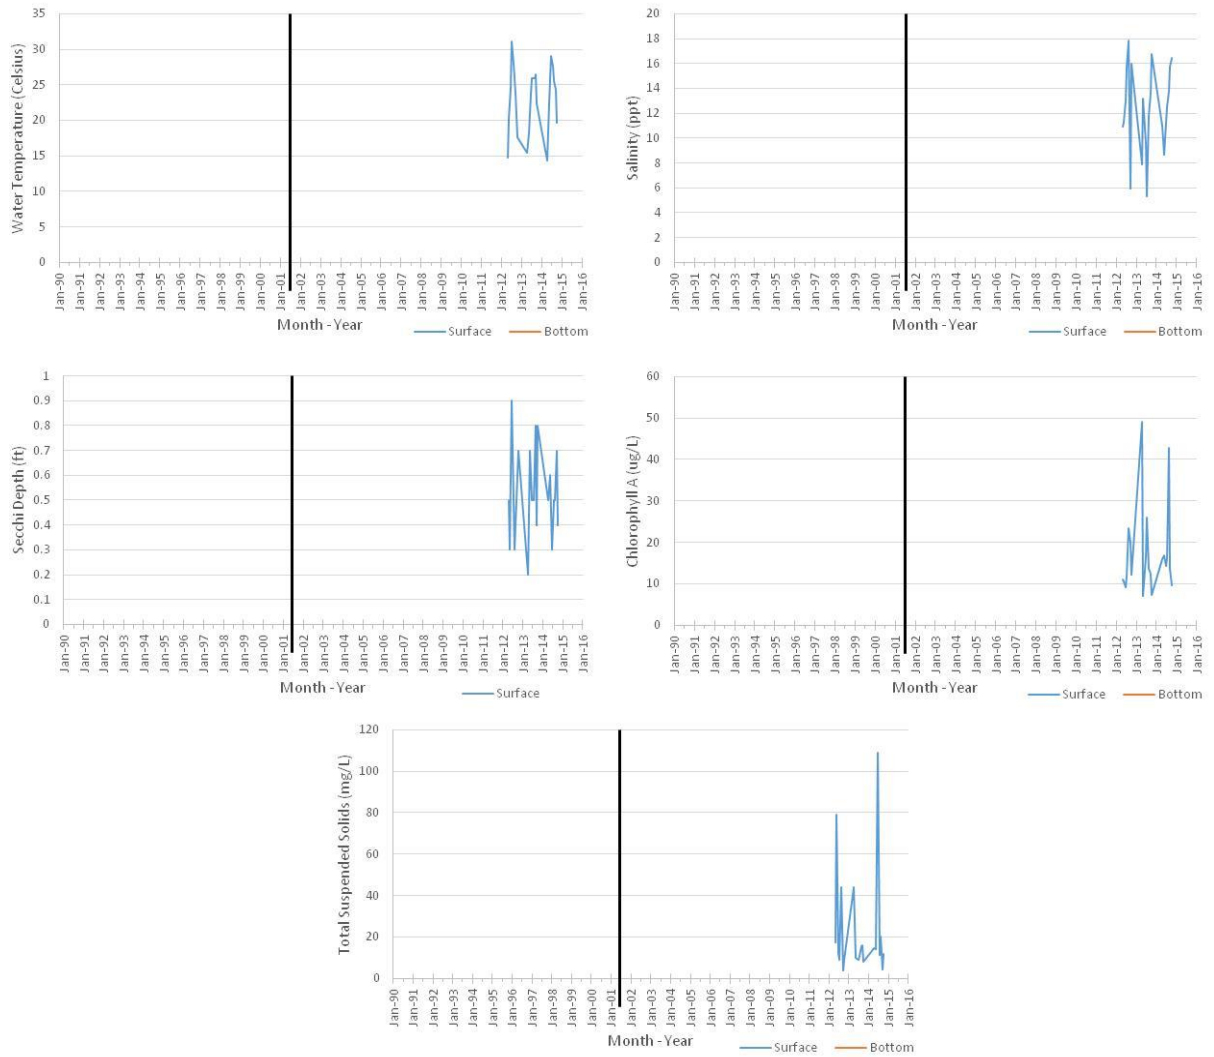 35
30
25
20
15
10
5
0
Water Temperature (Celsius)
Jan-90 Jan-91 Jan-92 Jan-93 Jan-94 Jan-95 Jan-96 Jan-97 Jan-98 Jan-99 Jan-00 Jan-01 Jan-02 Jan-03 Jan-04 Jan-05 Jan-06 Jan-07 Jan-08 Jan-09 Jan-10 Jan-11 Jan-12 Jan-13 Jan-14 Jan-15 Jan-16
Month - Year
Surface Bottom
20
18
16
14
12
10
8
6
4
2
0
Salinity (ppt)
Jan-90 Jan-91 Jan-92 Jan-93 Jan-94 Jan-95 Jan-96 Jan-97 Jan-98 Jan-99 Jan-00 Jan-01 Jan-02 Jan-03 Jan-04 Jan-05 Jan-06 Jan-07 Jan-08 Jan-09 Jan-10 Jan-11 Jan-12 Jan-13 Jan-14 Jan-15 Jan-16
Month - Year
Surface Bottom
1
0.9
0.8
0.7
0.6
0.5
0.4
0.3
0.2
0.1
0
Secchi Depth (ft)
Jan-90 Jan-91 Jan-92 Jan-93 Jan-94 Jan-95 Jan-96 Jan-97 Jan-98 Jan-99 Jan-00 Jan-01 Jan-02 Jan-03 Jan-04 Jan-05 Jan-06 Jan-07 Jan-08 Jan-09 Jan-10 Jan-11 Jan-12 Jan-13 Jan-14 Jan-15 Jan-16
Month - Year
Surface
60
50
40
30
20
10
0
Chlorophyll A (ug/L)
Jan-90 Jan-91 Jan-92 Jan-93 Jan-94 Jan-95 Jan-96 Jan-97 Jan-98 Jan-99 Jan-00 Jan-01 Jan-02 Jan-03 Jan-04 Jan-05 Jan-06 Jan-07 Jan-08 Jan-09 Jan-10 Jan-11 Jan-12 Jan-13 Jan-14 Jan-15 Jan-16
Month - Year
Surface Bottom
120
100
80
60
40
20
0
Total Suspended Solids (mg/L)
Jan-90 Jan-91 Jan-92 Jan-93 Jan-94 Jan-95 Jan-96 Jan-97 Jan-98 Jan-99 Jan-00 Jan-01 Jan-02 Jan-03 Jan-04 Jan-05 Jan-06 Jan-07 Jan-08 Jan-09 Jan-10 Jan-11 Jan-12 Jan-13 Jan-14 Jan-15 Jan-16
Month - Year
Surface Bottom